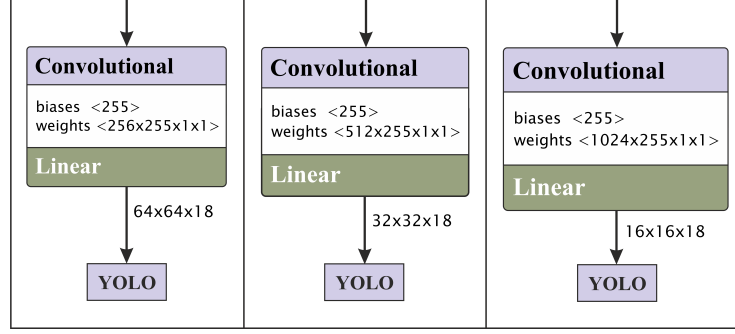 Convolutional
biases <255>
weights <256x255x1x1>
Linear
64x64x18
YOLO
Convolutional
biases <255>
weights <512x255x1x1>
Linear
32x32x18
YOLO
Convolutional
biases <255>
weights <1024x255x1x1>
Linear
16x16x18
YOLO